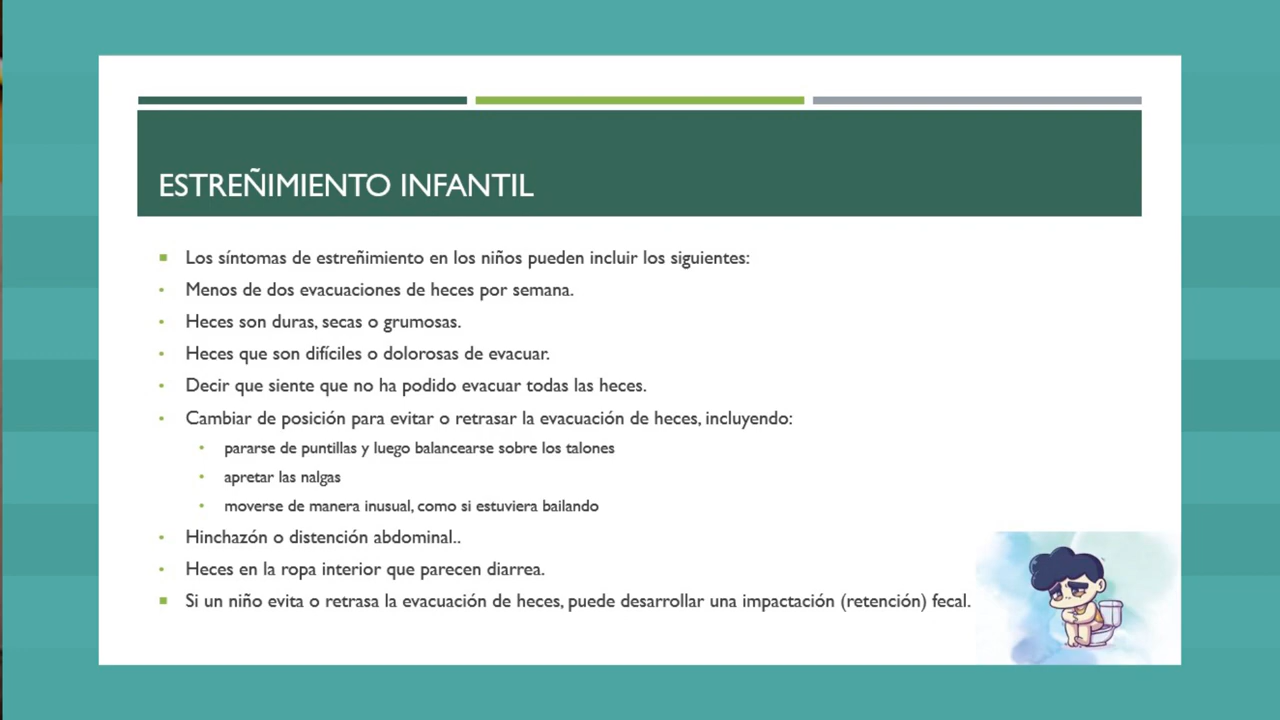 ESTREÑIMIENTO INFANTIL
Los síntomas de estreñimiento en los niños pueden incluir los siguientes:
Menos de dos evacuaciones de heces por semana.
Heces son duras, secas o grumosas.
Heces que son difíciles o dolorosas de evacuar.
Decir que siente que no ha podido evacuar todas las heces.
Cambiar de posición para evitar o retrasar la evacuación de heces, incluyendo:
pararse de puntillas y luego balancearse sobre los talones
apretar las nalgas
moverse de manera inusual, como si estuviera bailando
Hinchazón o distención abdominal..
Heces en la ropa interior que parecen diarrea.
Si un niño evita o retrasa la evacuación de heces, puede desarrollar una impactación (retención) fecal.